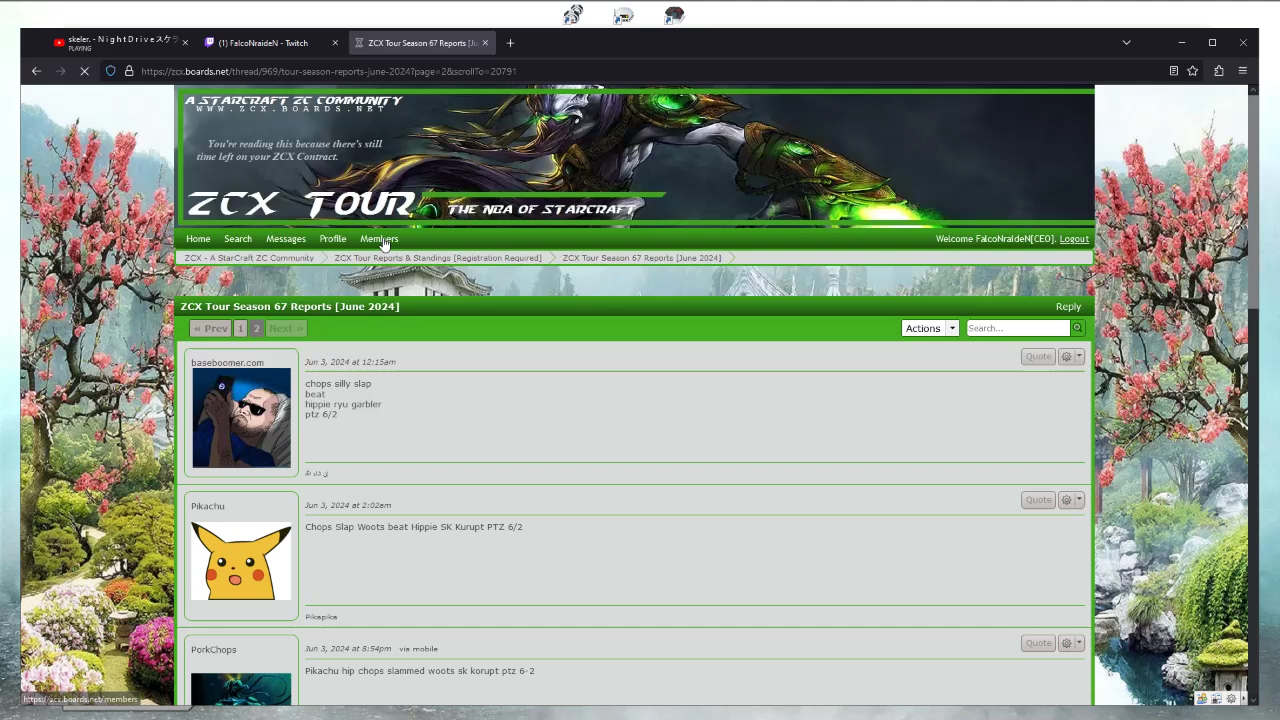 skeler. - N i g h t D r i v e スケラ
PLAYING
(1) FalcoNraideN - Twitch
ZCX Tour Season 67 Reports [Ju
https://zcx.boards.net/thread/969/tour-season-reports-june-2024?page=2&scrollTo=20791
A STARCRAFT ZC COMMUNITY
WWW.ZCX.BOARDS.NET
You're reading this because there's still
time left on your ZCX Contract.
ZCX TOUR
THE NBA OF STARCRAFT
Home Search Messages Profile Members
Welcome FalcoNraideN[CEO]. Logout
ZCX - A StarCraft ZC Community
ZCX Tour Reports & Standings [Registration Required]
ZCX Tour Season 67 Reports [June 2024]
ZCX Tour Season 67 Reports [June 2024]
Reply
« Prev 1 2 Next »
Actions
Search...
baseboomer.com
Jun 3, 2024 at 12:15am
Quote
chops silly slap
beat
hippie ryu garbler
ptz 6/2
Pikachu
Jun 3, 2024 at 2:02am
Quote
Chops Slap Woots beat Hippie SK Kurupt PTZ 6/2
Pikapika
PorkChops
Jun 3, 2024 at 8:54pm via mobile
Quote
Pikachu hip chops slammed woots sk korupt ptz 6-2
https://zcx.boards.net/members